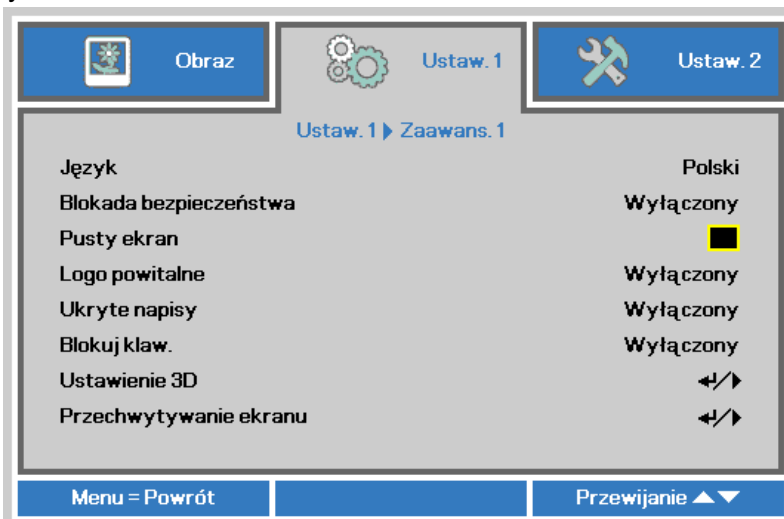 Obraz
Ustaw. 1
Ustaw. 2
Ustaw. 1 Zaawans. 1
Język Polski
Blokada bezpieczeństwa Wyłączony
Pusty ekran
Logo powitalne Wyłączony
Ukryte napisy Wyłączony
Blokuj klaw. Wyłączony
Ustawienie 3D ↵/▶
Przechwytywanie ekranu ↵/▶
Menu = Powrót
Przewijanie ▲▼